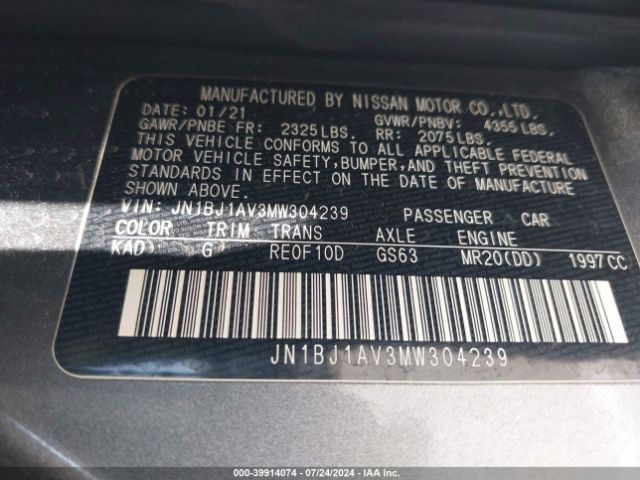 MANUFACTURED BY NISSAN MOTOR CO.,LTD.
DATE: 01/21 GVWR/PNBV: 4355 LBS.
GAWR/PNBE FR: 2325 LBS. RR: 2075 LBS.
THIS VEHICLE CONFORMS TO ALL APPLICABLE FEDERAL
MOTOR VEHICLE SAFETY, BUMPER, AND THEFT PREVENTION
STANDARDS IN EFFECT ON THE DATE OF MANUFACTURE
SHOWN ABOVE.
VIN: JN1BJ1AV3MW304239 PASSENGER CAR
COLOR TRIM TRANS AXLE ENGINE
KAD G RE0F10D GS63 MR20(DD) 1997 CC
JN1BJ1AV3MW304239
000-39914074 | 07/24/2024 | IAA Inc.